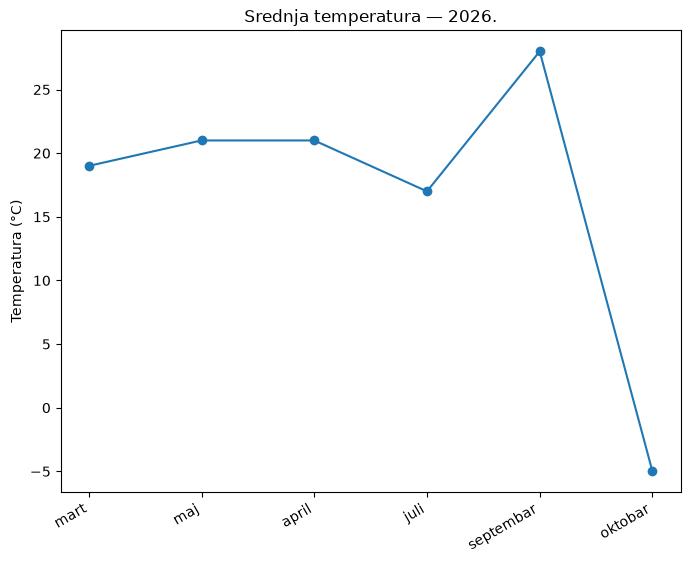 Srednja temperatura — 2026.
Temperatura (°C)
25
20
15
10
5
0
−5
mart
maj
april
juli
septembar
oktobar